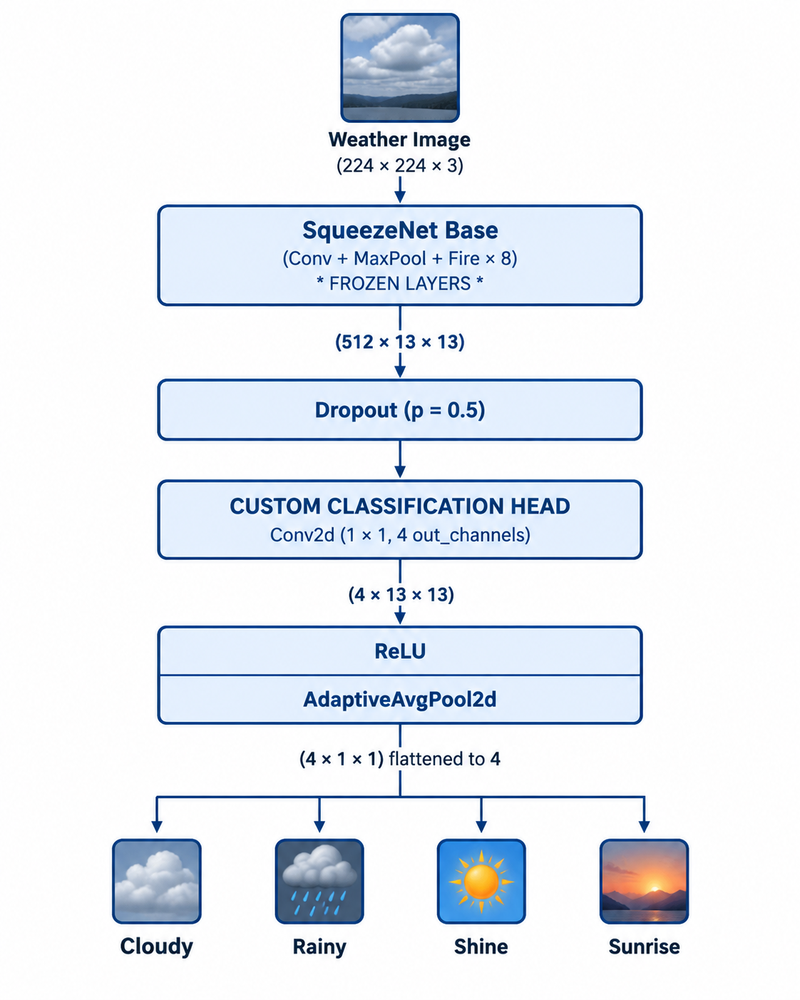 Weather Image
(224 × 224 × 3)
SqueezeNet Base
(Conv + MaxPool + Fire × 8)
* FROZEN LAYERS *
(512 × 13 × 13)
Dropout (p = 0.5)
CUSTOM CLASSIFICATION HEAD
Conv2d (1 × 1, 4 out_channels)
(4 × 13 × 13)
ReLU
AdaptiveAvgPool2d
(4 × 1 × 1) flattened to 4
Cloudy
Rainy
Shine
Sunrise